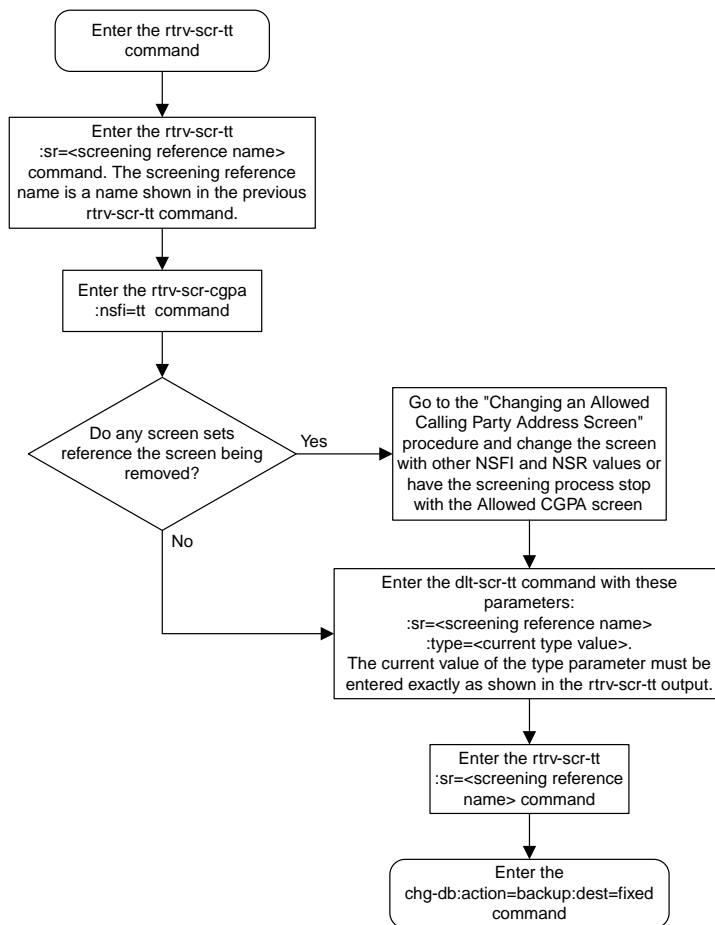 Enter the rtrv-scr-tt
command
Enter the rtrv-scr-tt
:sr=<screening reference name>
command. The screening reference
name is a name shown in the previous
rtrv-scr-tt command.
Enter the rtrv-scr-cgpa
:nsfi=tt command
Do any screen sets
reference the screen being
removed?
Yes
Go to the "Changing an Allowed
Calling Party Address Screen"
procedure and change the screen
with other NSFI and NSR values or
have the screening process stop
with the Allowed CGPA screen
No
Enter the dlt-scr-tt command with these
parameters:
:sr=<screening reference name>
:type=<current type value>.
The current value of the type parameter must be
entered exactly as shown in the rtrv-scr-tt output.
Enter the rtrv-scr-tt
:sr=<screening reference
name> command
Enter the
chg-db:action=backup:dest=fixed
command